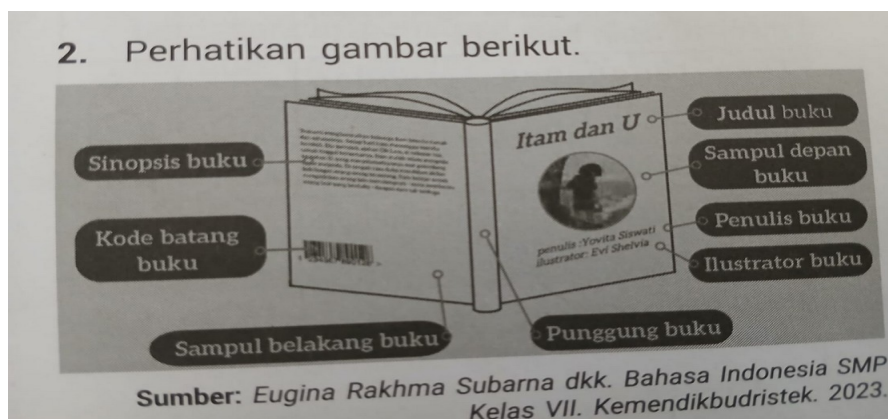 2. Perhatikan gambar berikut.
Sinopsis buku
Kode batang
buku
Sampul belakang buku
Itam dan U
penulis :Yovita Siswati
ilustrator: Evi Shelvia
Judul buku
Sampul depan
buku
Penulis buku
Ilustrator buku
Punggung buku
Sumber: Eugina Rakhma Subarna dkk. Bahasa Indonesia SMP
Kelas VII. Kemendikbudristek. 2023.